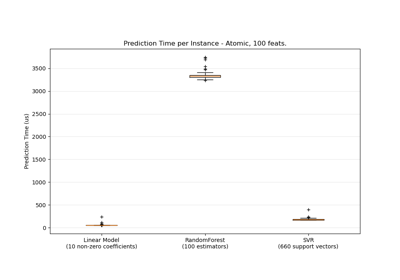 Prediction Time per Instance - Atomic, 100 feats.
3500
3000
2500
2000
1500
1000
500
0
Prediction Time (us)
Linear Model
(10 non-zero coefficients)
RandomForest
(100 estimators)
SVR
(660 support vectors)